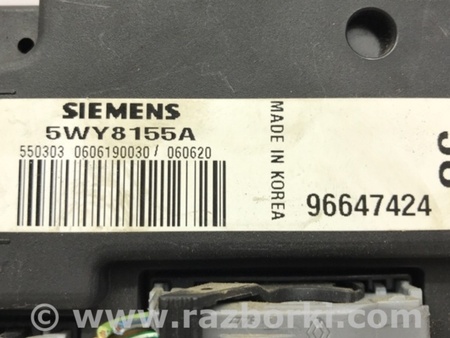 SIEMENS
5WY8155A
550303 0606190030/ 060620
MADE IN KOREA
96647424
www.razborki.com